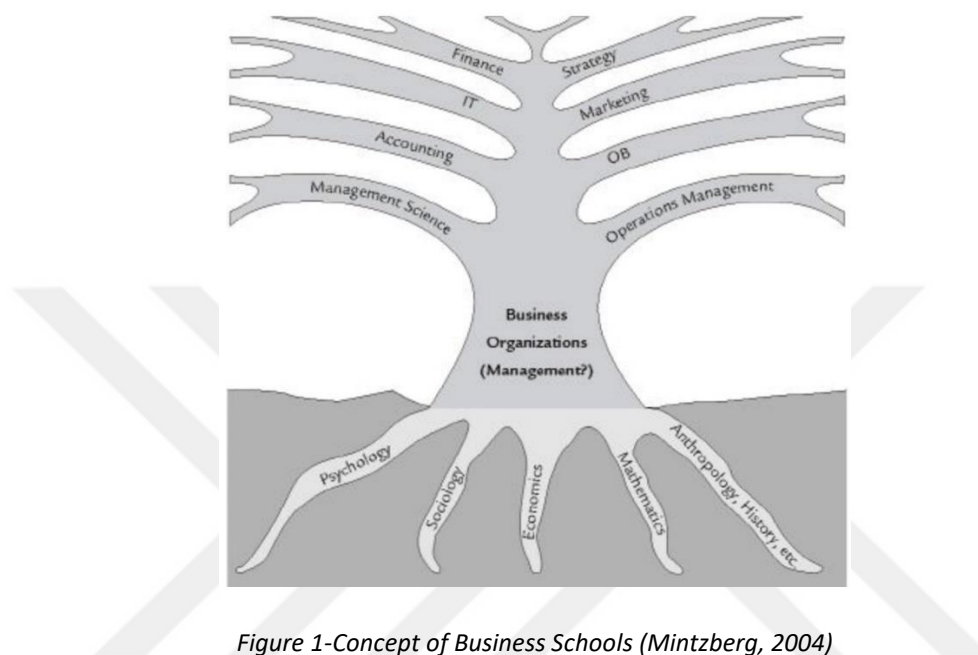 Finance
Strategy
IT
Marketing
Accounting
OB
Management Science
Operations Management
Business
Organizations
(Management?)
Psychology
Sociology
Economics
Mathematics
Anthropology, History, etc.
Figure 1-Concept of Business Schools (Mintzberg, 2004)